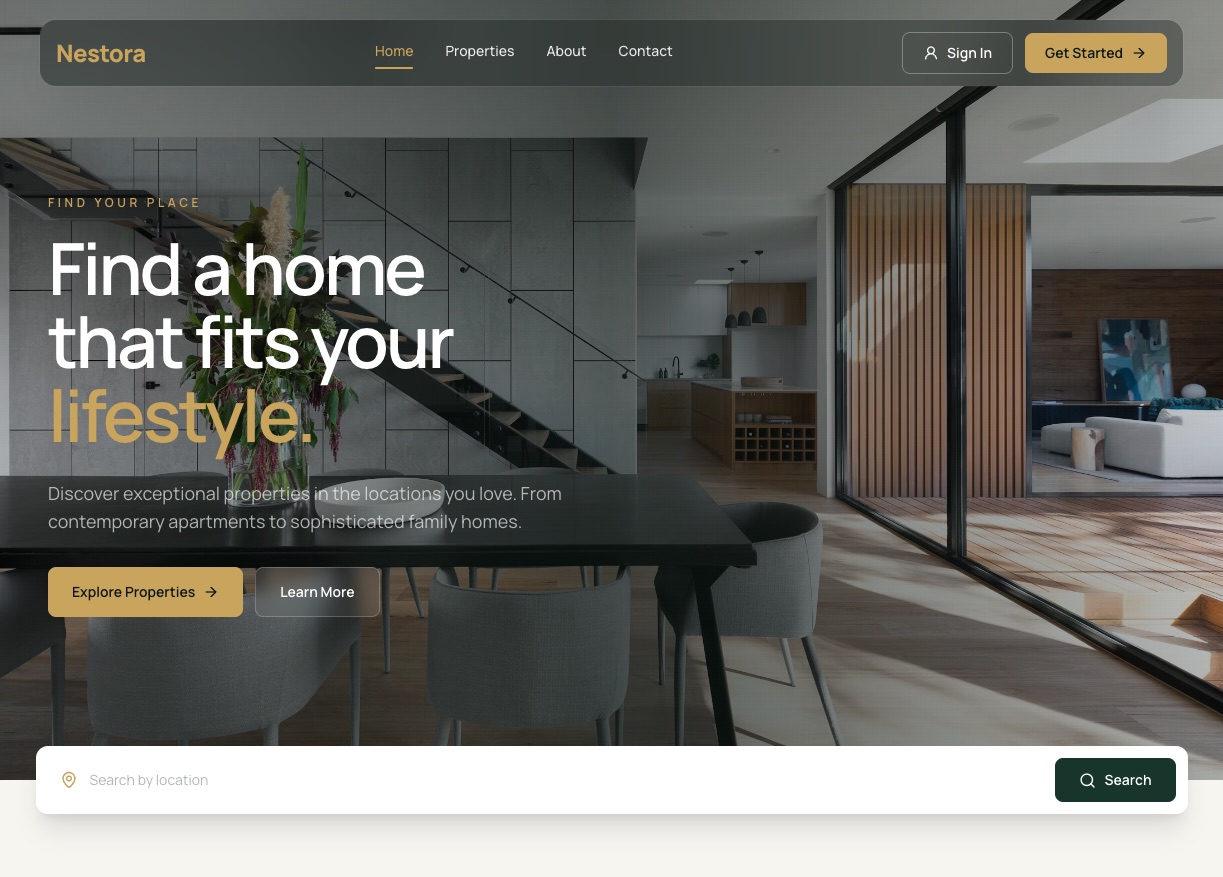 Nestora
Home Properties About Contact
Sign In
Get Started
FIND YOUR PLACE
Find a home
that fits your
lifestyle.
Discover exceptional properties in the locations you love. From
contemporary apartments to sophisticated family homes.
Explore Properties
Learn More
Search by location
Search